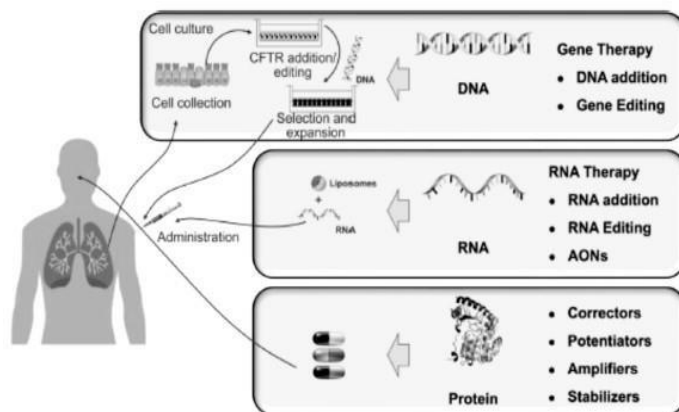 Cell culture
CFTR addition/
editing
DNA
Cell collection
Selection and
expansion
DNA
Gene Therapy
• DNA addition
• Gene Editing
Liposomes
+
RNA
Administration
RNA
RNA Therapy
• RNA addition
• RNA Editing
• AONs
Protein
• Correctors
• Potentiators
• Amplifiers
• Stabilizers